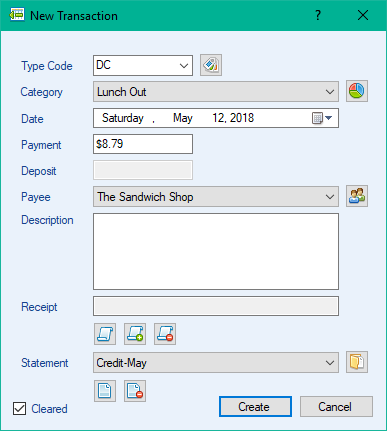 New Transaction
Type Code DC
Category Lunch Out
Date Saturday , May 12, 2018
Payment $8.79
Deposit
Payee The Sandwich Shop
Description
Receipt
Statement Credit-May
Cleared Create Cancel